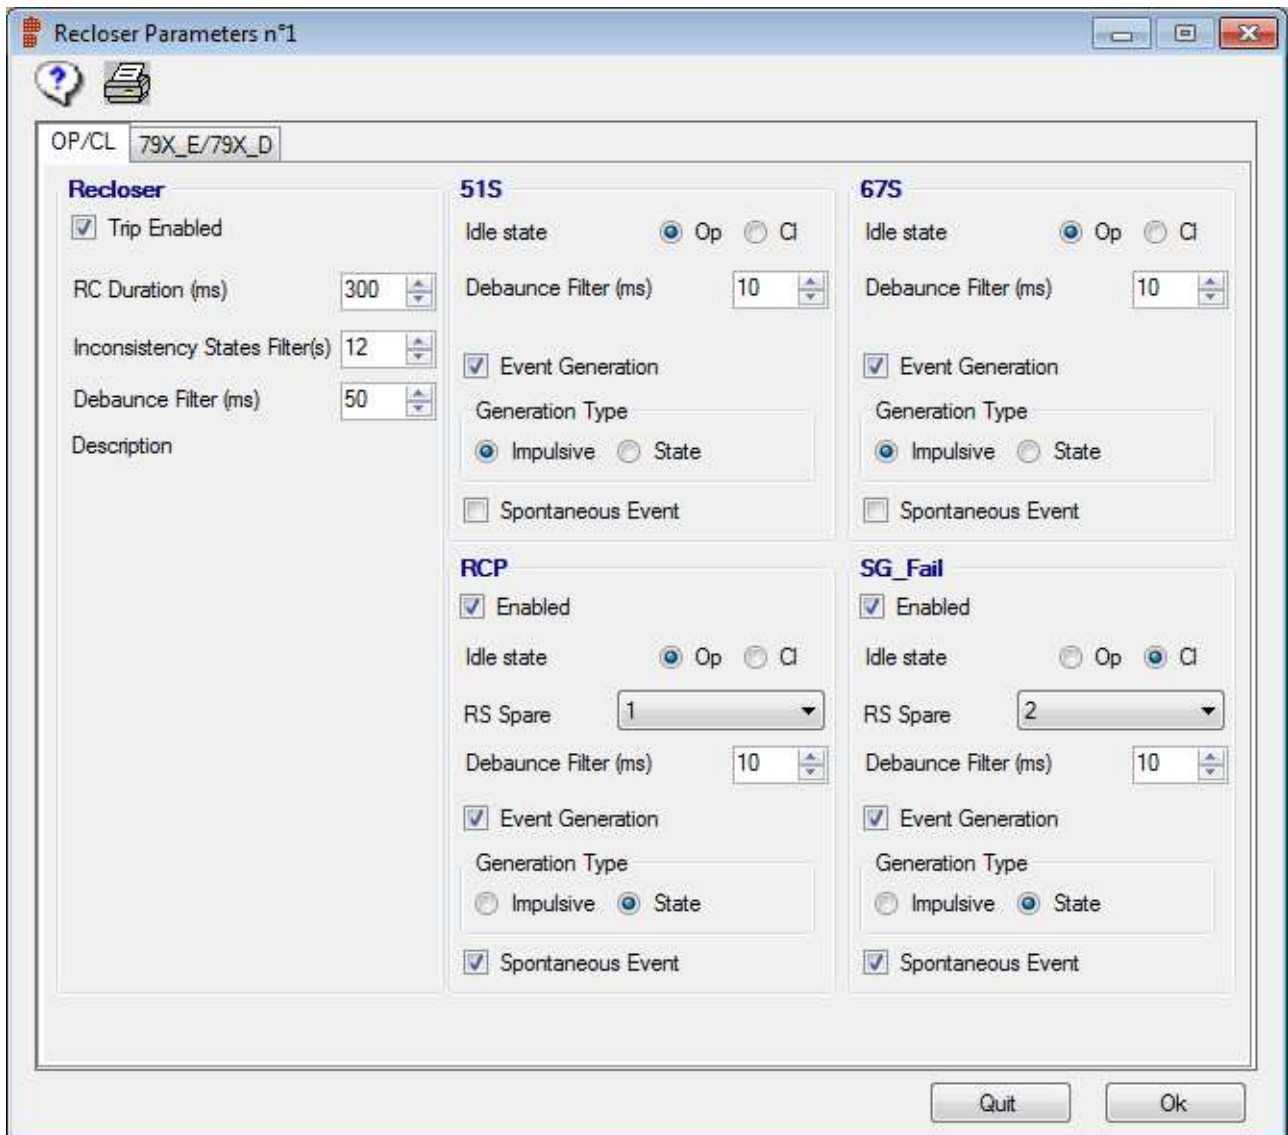 Recloser Parameters n°1
OP/CL
79X_E/79X_D
Recloser
Trip Enabled
RC Duration (ms)
300
Inconsistency States Filter(s)
12
Debaunce Filter (ms)
50
Description
51S
Idle state
Op
Cl
Debaunce Filter (ms)
10
Event Generation
Generation Type
Impulsive
State
Spontaneous Event
67S
Idle state
Op
Cl
Debaunce Filter (ms)
10
Event Generation
Generation Type
Impulsive
State
Spontaneous Event
RCP
Enabled
Idle state
Op
Cl
RS Spare
1
Debaunce Filter (ms)
10
Event Generation
Generation Type
Impulsive
State
Spontaneous Event
SG_Fail
Enabled
Idle state
Op
Cl
RS Spare
2
Debaunce Filter (ms)
10
Event Generation
Generation Type
Impulsive
State
Spontaneous Event
Quit
Ok